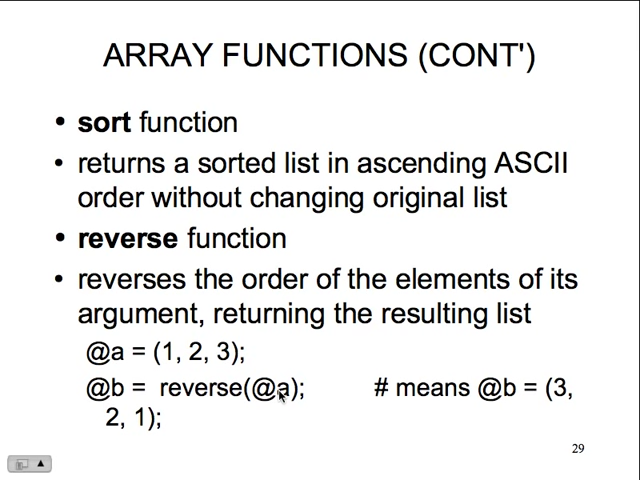 ARRAY FUNCTIONS (CONT')
• sort function
• returns a sorted list in ascending ASCII
order without changing original list
• reverse function
• reverses the order of the elements of its
argument, returning the resulting list
@a = (1, 2, 3);
@b = reverse(@a); # means @b = (3,
2, 1);
29